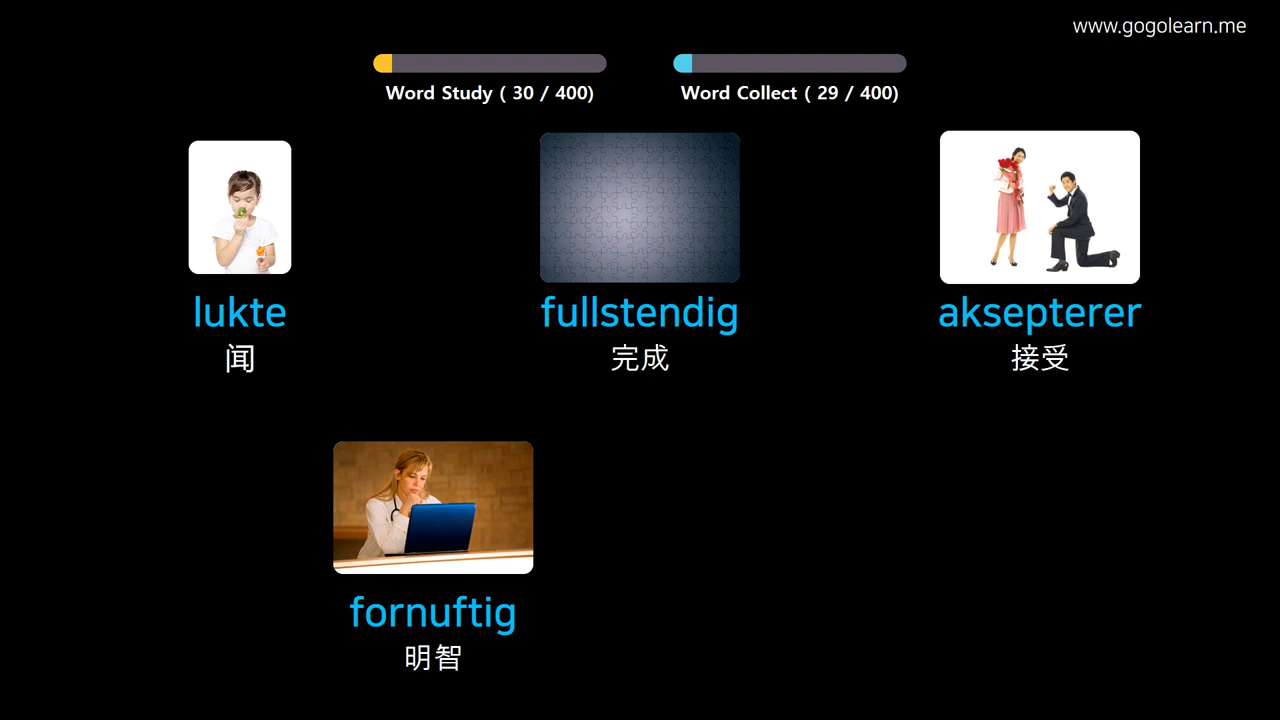 www.gogolearn.me
Word Study ( 30 / 400)
Word Collect ( 29 / 400)
lukte
闻
fullstendig
完成
aksepterer
接受
fornuftig
明智